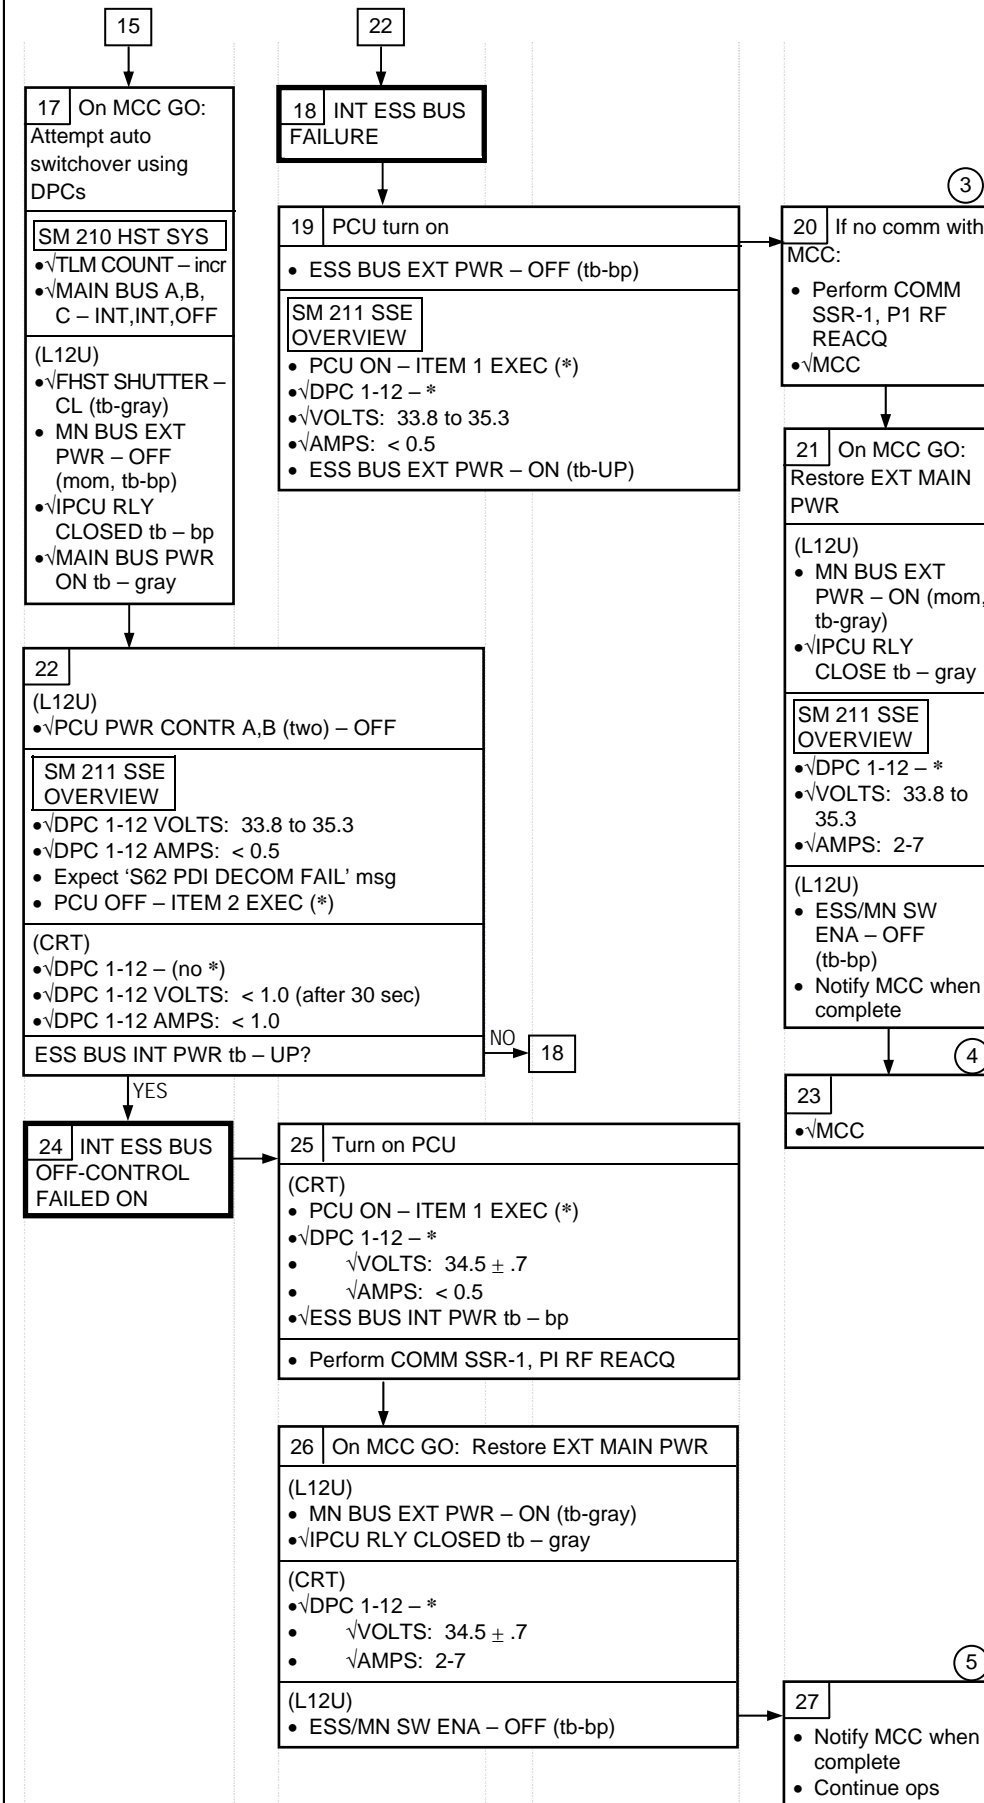 15
17 On MCC GO:
Attempt auto
switchover using
DPCs
SM 210 HST SYS
•√TLM COUNT – incr
•√MAIN BUS A,B,
C – INT,INT,OFF
(L12U)
•√FHST SHUTTER –
CL (tb-gray)
• MN BUS EXT
PWR – OFF
(mom, tb-bp)
•√IPCU RLY
CLOSED tb – bp
•√MAIN BUS PWR
ON tb – gray
22
18 INT ESS BUS
FAILURE
19 PCU turn on
• ESS BUS EXT PWR – OFF (tb-bp)
SM 211 SSE
OVERVIEW
• PCU ON – ITEM 1 EXEC (*)
•√DPC 1-12 – *
•√VOLTS: 33.8 to 35.3
•√AMPS: < 0.5
• ESS BUS EXT PWR – ON (tb-UP)
3
20 If no comm with
MCC:
• Perform COMM
SSR-1, P1 RF
REACQ
•√MCC
21 On MCC GO:
Restore EXT MAIN
PWR
(L12U)
• MN BUS EXT
PWR – ON (mom,
tb-gray)
•√IPCU RLY
CLOSE tb – gray
SM 211 SSE
OVERVIEW
•√DPC 1-12 – *
•√VOLTS: 33.8 to
35.3
•√AMPS: 2-7
(L12U)
• ESS/MN SW
ENA – OFF
(tb-bp)
• Notify MCC when
complete
4
23
•√MCC
22
(L12U)
•√PCU PWR CONTR A,B (two) – OFF
SM 211 SSE
OVERVIEW
•√DPC 1-12 VOLTS: 33.8 to 35.3
•√DPC 1-12 AMPS: < 0.5
• Expect ‘S62 PDI DECOM FAIL’ msg
• PCU OFF – ITEM 2 EXEC (*)
(CRT)
•√DPC 1-12 – (no *)
•√DPC 1-12 VOLTS: < 1.0 (after 30 sec)
•√DPC 1-12 AMPS: < 1.0
ESS BUS INT PWR tb – UP?
NO
18
YES
24 INT ESS BUS
OFF-CONTROL
FAILED ON
25 Turn on PCU
(CRT)
• PCU ON – ITEM 1 EXEC (*)
•√DPC 1-12 – *
• √VOLTS: 34.5 ± .7
• √AMPS: < 0.5
•√ESS BUS INT PWR tb – bp
• Perform COMM SSR-1, PI RF REACQ
26 On MCC GO: Restore EXT MAIN PWR
(L12U)
• MN BUS EXT PWR – ON (tb-gray)
•√IPCU RLY CLOSED tb – gray
(CRT)
•√DPC 1-12 – *
• √VOLTS: 34.5 ± .7
• √AMPS: 2-7
(L12U)
• ESS/MN SW ENA – OFF (tb-bp)
5
27
• Notify MCC when
complete
• Continue ops